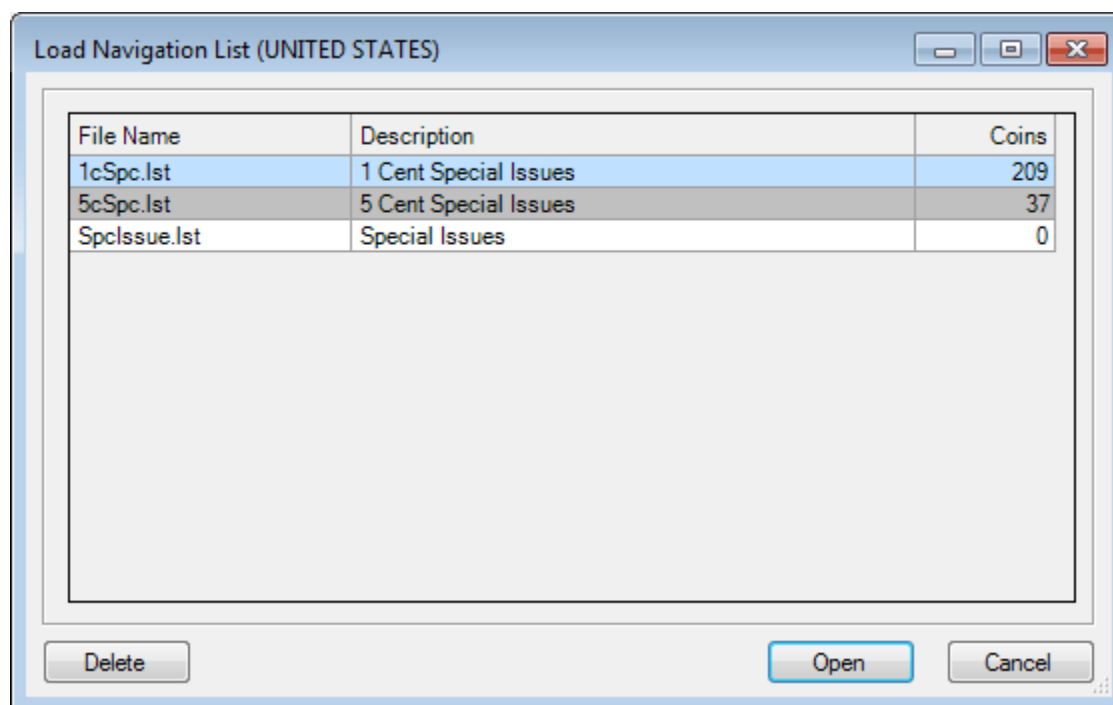 Load Navigation List (UNITED STATES)
File Name Description Coins
1cSpc.lst 1 Cent Special Issues 209
5cSpc.lst 5 Cent Special Issues 37
SpcIssue.lst Special Issues 0
Delete Open Cancel